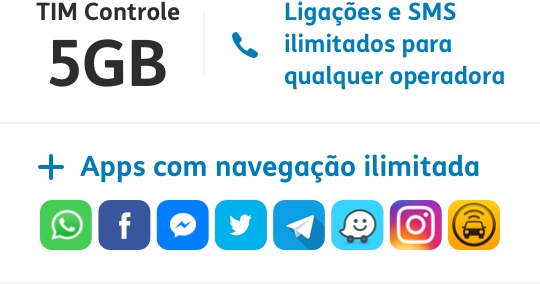 TIM Controle
5GB
Ligações e SMS
ilimitados para
qualquer operadora
+ Apps com navegação ilimitada